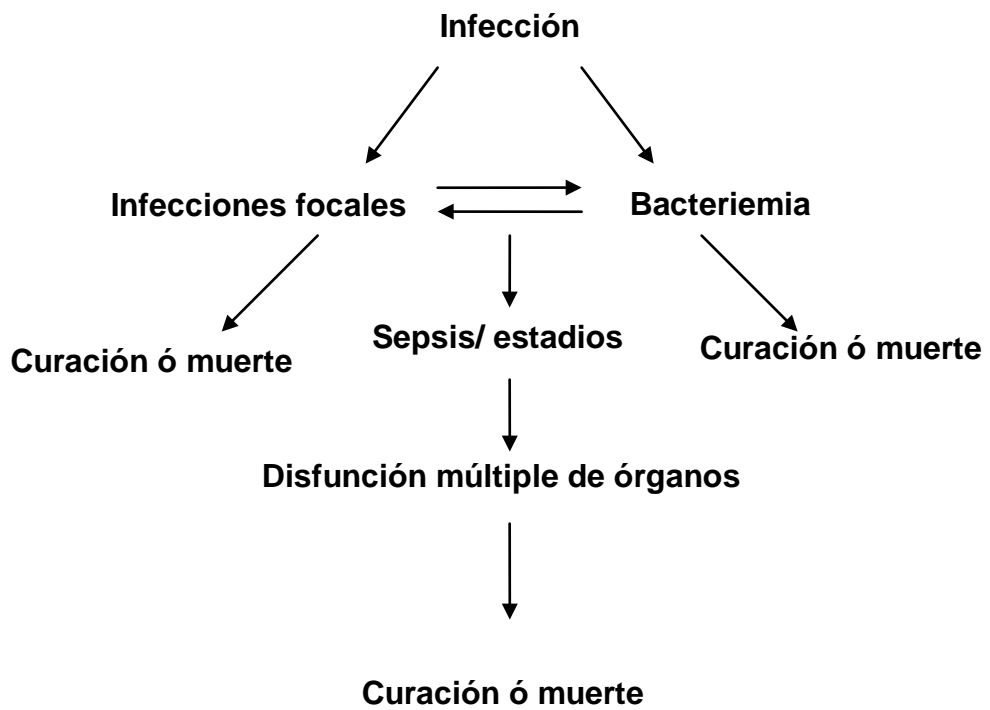 Infección
Infecciones focales
Bacteriemia
Curación ó muerte
Sepsis/ estadios
Curación ó muerte
Disfunción múltiple de órganos
Curación ó muerte